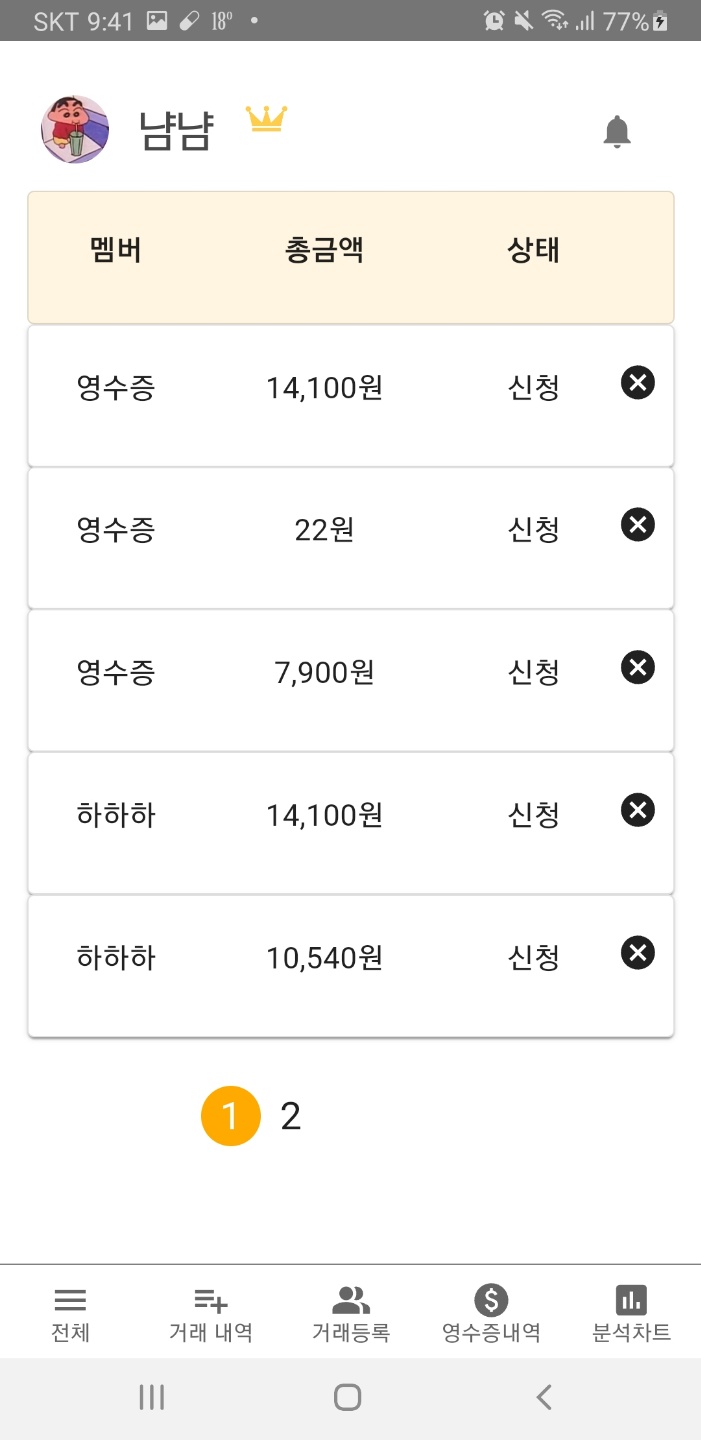 SKT 9:41 18° 77%
냠냠
멤버 총금액 상태
영수증 14,100원 신청
영수증 22원 신청
영수증 7,900원 신청
하하하 14,100원 신청
하하하 10,540원 신청
1 2
전체 거래 내역 거래등록 영수증내역 분석차트